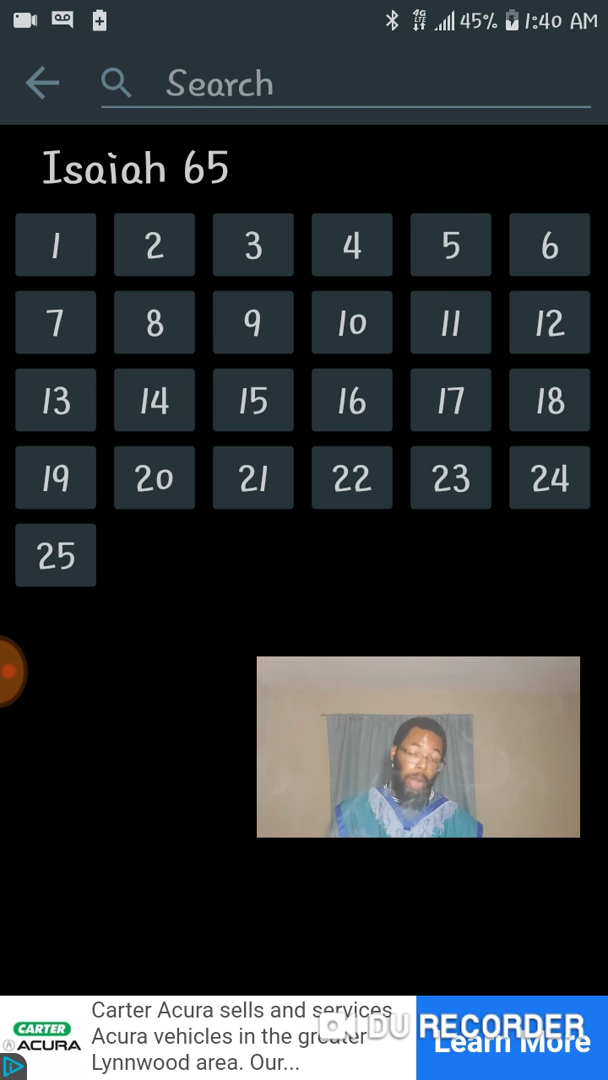 4G LTE 45% 1:40 AM
Search
Isaiah 65
1 2 3 4 5 6
7 8 9 10 11 12
13 14 15 16 17 18
19 20 21 22 23 24
25
CARTER
ACURA
Carter Acura sells and services
Acura vehicles in the greater
Lynnwood area. Our...
DU RECORDER
Learn More